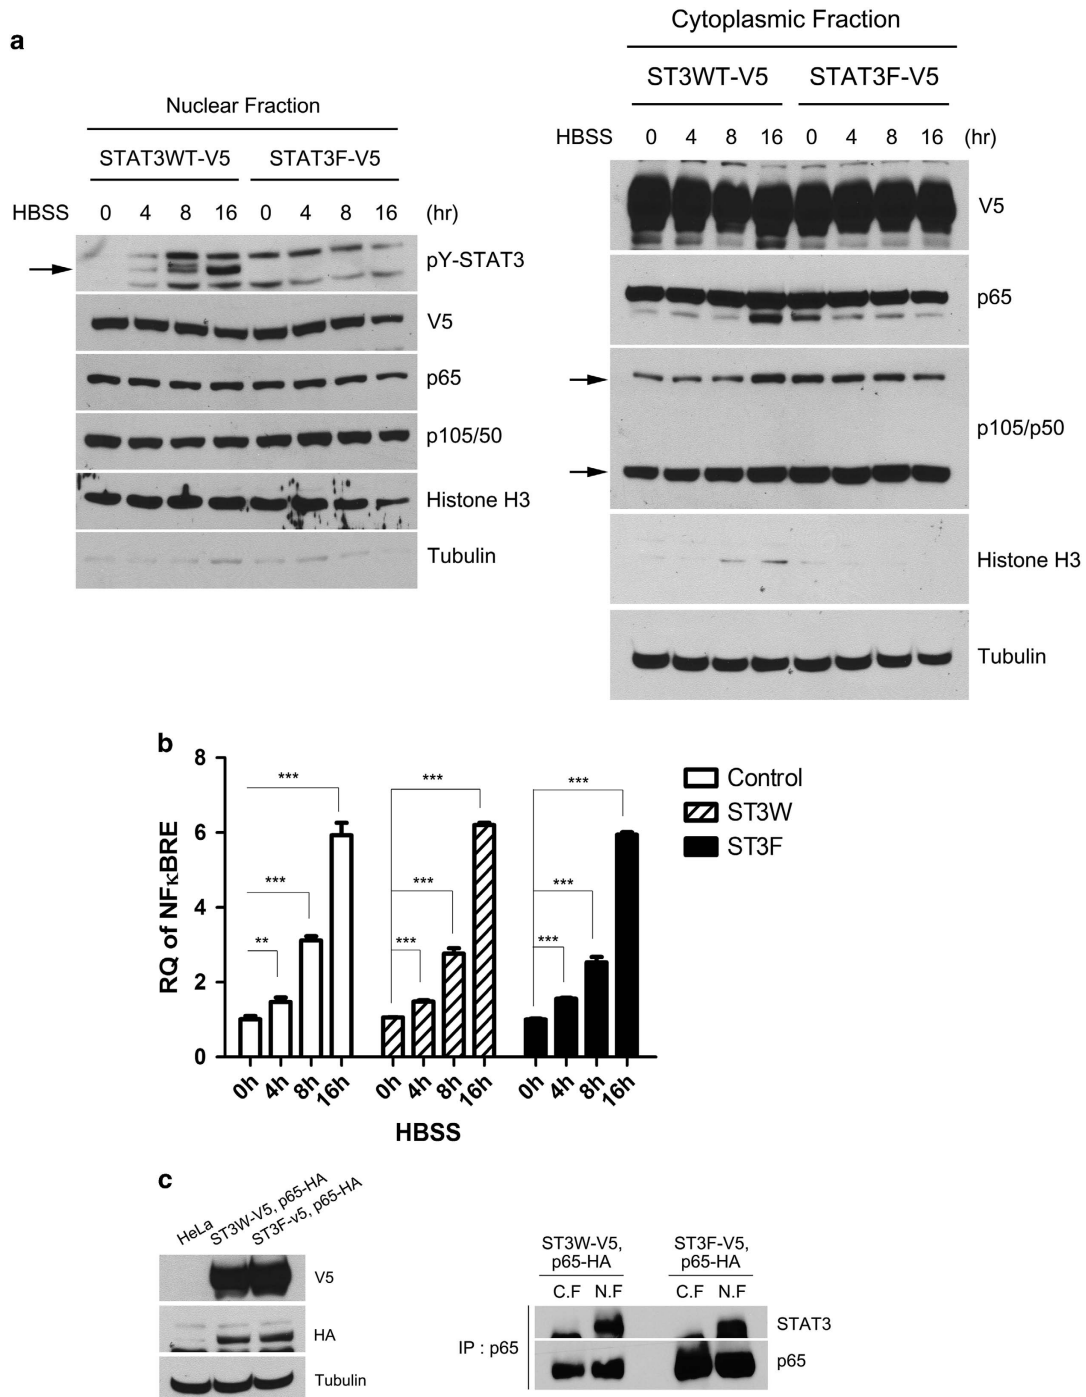 a
Nuclear Fraction
STAT3WT-V5 STAT3F-V5
HBSS 0 4 8 16 0 4 8 16 (hr)
pY-STAT3
V5
p65
p105/50
Histone H3
Tubulin
Cytoplasmic Fraction
ST3WT-V5 STAT3F-V5
HBSS 0 4 8 16 0 4 8 16 (hr)
V5
p65
p105/p50
Histone H3
Tubulin
b
RQ of NFκBRE
8
6
4
2
0
*** *** ***
*** *** ***
** *** ***
0h 4h 8h 16h 0h 4h 8h 16h 0h 4h 8h 16h
HBSS
Control
ST3W
ST3F
c
HeLa
ST3W-V5, p65-HA
ST3F-v5, p65-HA
V5
HA
Tubulin
ST3W-V5, ST3F-V5,
p65-HA p65-HA
C.F N.F C.F N.F
IP : p65
STAT3
p65